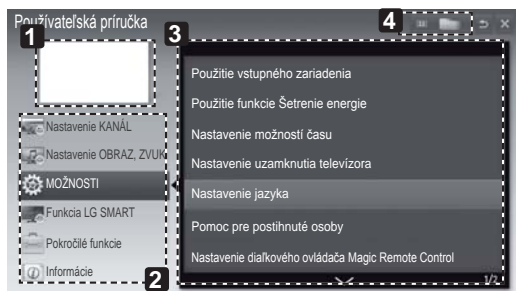 Používateľská príručka
4
1
3
Nastavenie KANÁL
Nastavenie OBRAZ, ZVUK
MOŽNOSTI
Funkcia LG SMART
Pokročilé funkcie
Informácie
2
Použitie vstupného zariadenia
Použitie funkcie Šetrenie energie
Nastavenie možností času
Nastavenie uzamknutia televízora
Nastavenie jazyka
Pomoc pre postihnuté osoby
Nastavenie diaľkového ovládača Magic Remote Control
1/2